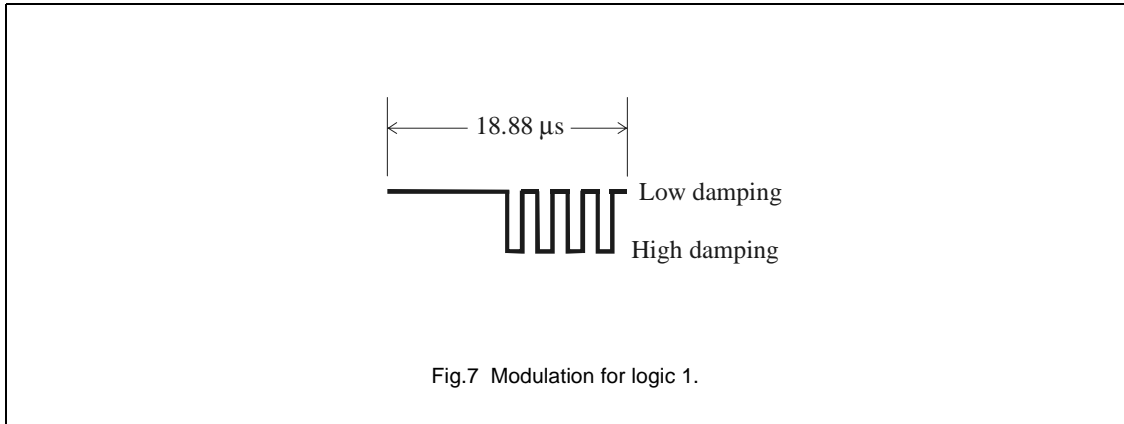 18.88 μs
Low damping
High damping
Fig.7 Modulation for logic 1.